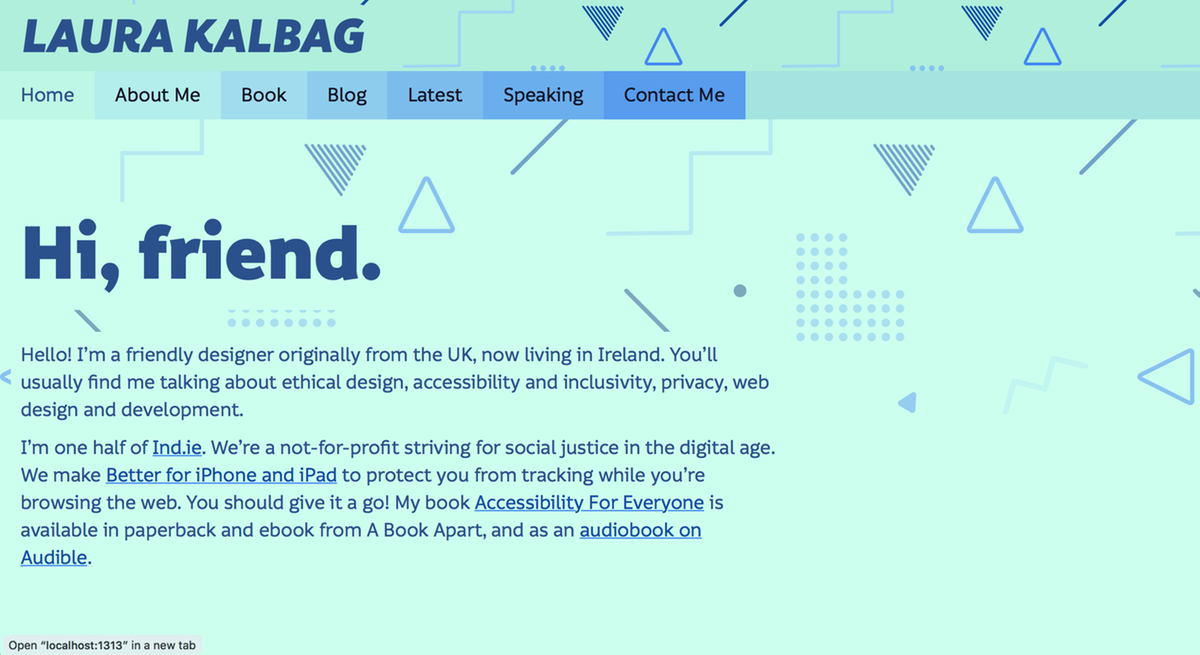 LAURA KALBAG
Home About Me Book Blog Latest Speaking Contact Me
Hi, friend.
Hello! I’m a friendly designer originally from the UK, now living in Ireland. You’ll
usually find me talking about ethical design, accessibility and inclusivity, privacy, web
design and development.
I’m one half of Ind.ie. We’re a not-for-profit striving for social justice in the digital age.
We make Better for iPhone and iPad to protect you from tracking while you’re
browsing the web. You should give it a go! My book Accessibility For Everyone is
available in paperback and ebook from A Book Apart, and as an audiobook on
Audible.
Open “localhost:1313” in a new tab